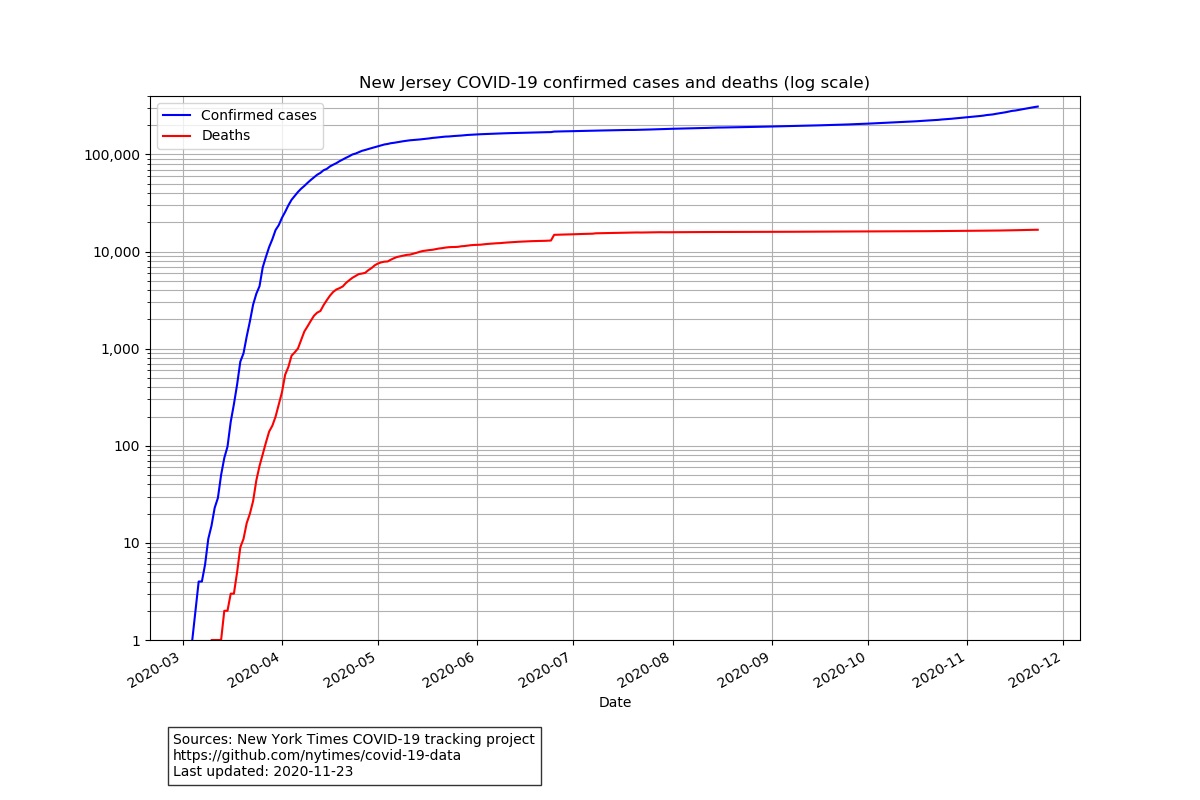 New Jersey COVID-19 confirmed cases and deaths (log scale)
Confirmed cases
Deaths
100,000
10,000
1,000
100
10
1
2020-03
2020-04
2020-05
2020-06
2020-07
2020-08
2020-09
2020-10
2020-11
2020-12
Date
Sources: New York Times COVID-19 tracking project
https://github.com/nytimes/covid-19-data
Last updated: 2020-11-23